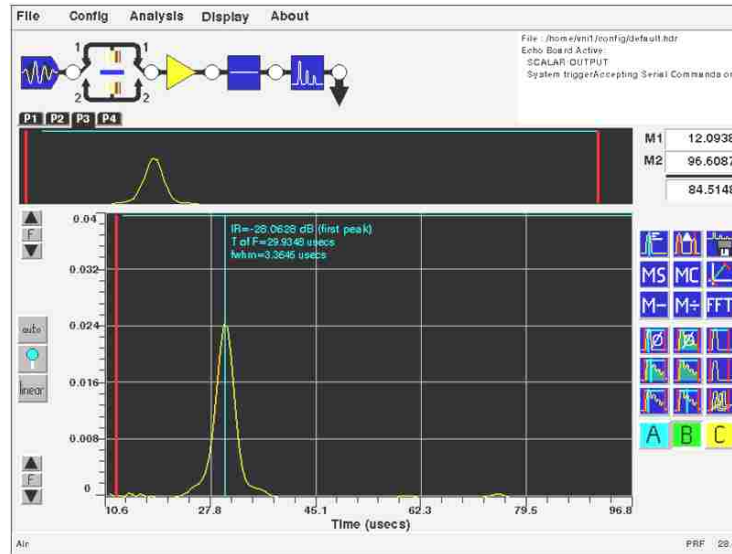 File Config Analysis Display About
File : /home/vni1/config/default.hdr
Echo Board Active
SCALAR OUTPUT
System triggerAccepting Serial Commands on
1 1
2 2
P1 P2 P3 P4
M1 12.0938
M2 96.6087
84.5148
F
0.04
IR=-28.0628 dB (first peak)
T of F=29.9348 usecs
fwhm=3.3645 usecs
0.032
MS MC
M- M÷ FFT
0.024
auto
0.016
linear
0.008
A B C
F
0
10.6 27.8 45.1 62.3 79.5 96.8
Time (usecs)
Air PRF 28.